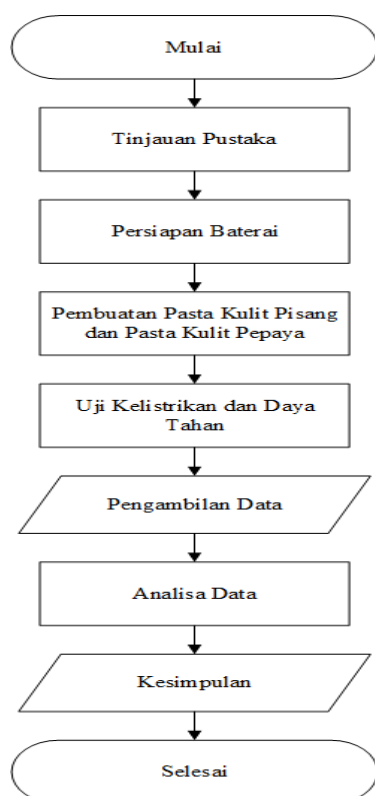 Mulai
Tinjauan Pustaka
Persiapan Baterai
Pembuatan Pasta Kulit Pisang
dan Pasta Kulit Pepaya
Uji Kelistrikan dan Daya
Tahan
Pengambilan Data
Analisa Data
Kesimpulan
Selesai